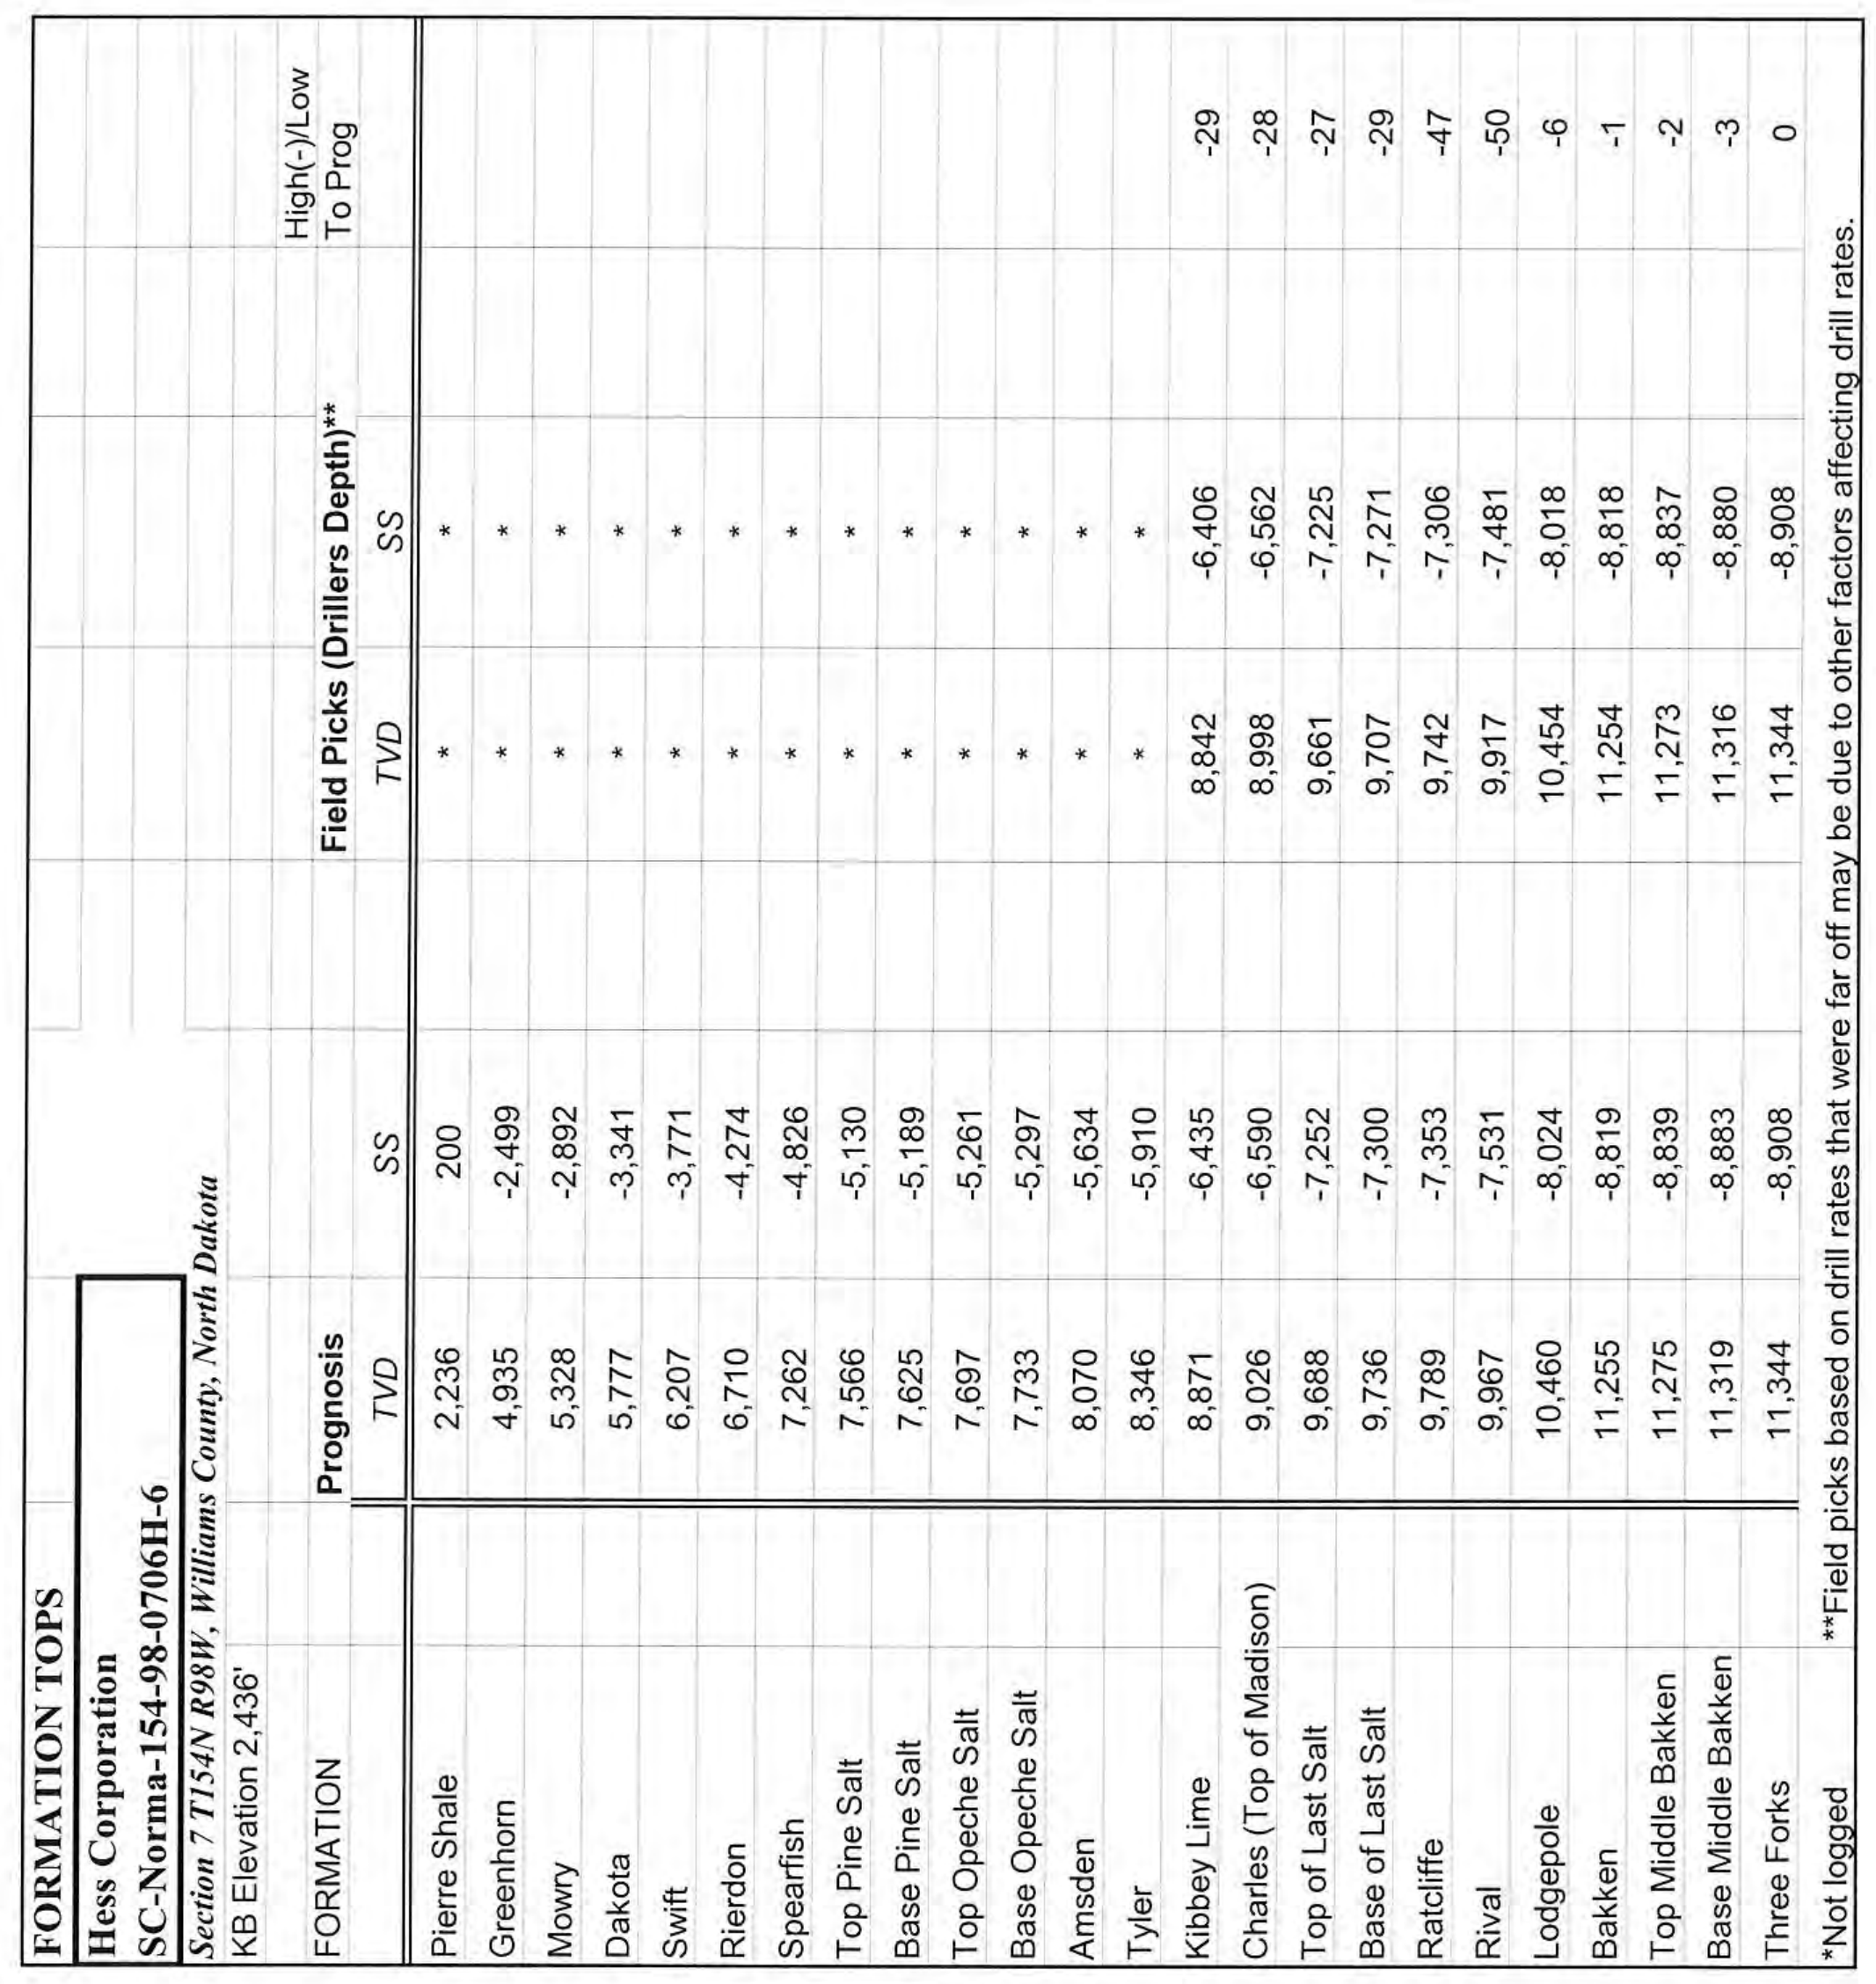 FORMATION TOPS
Hess Corporation
SC-Norma-154-98-0706H-6
Section 7 T154N R98W, Williams County, North Dakota
KB Elevation 2,436'
High(-)/Low
FORMATION Prognosis Field Picks (Drillers Depth)** To Prog
TVD SS TVD SS
Pierre Shale 2,236 200 * *
Greenhorn 4,935 -2,499 * *
Mowry 5,328 -2,892 * *
Dakota 5,777 -3,341 * *
Swift 6,207 -3,771 * *
Rierdon 6,710 -4,274 * *
Spearfish 7,262 -4,826 * *
Top Pine Salt 7,566 -5,130 * *
Base Pine Salt 7,625 -5,189 * *
Top Opeche Salt 7,697 -5,261 * *
Base Opeche Salt 7,733 -5,297 * *
Amsden 8,070 -5,634 * *
Tyler 8,346 -5,910 * *
Kibbey Lime 8,871 -6,435 8,842 -6,406 -29
Charles (Top of Madison) 9,026 -6,590 8,998 -6,562 -28
Top of Last Salt 9,688 -7,252 9,661 -7,225 -27
Base of Last Salt 9,736 -7,300 9,707 -7,271 -29
Ratcliffe 9,789 -7,353 9,742 -7,306 -47
Rival 9,967 -7,531 9,917 -7,481 -50
Lodgepole 10,460 -8,024 10,454 -8,018 -6
Bakken 11,255 -8,819 11,254 -8,818 -1
Top Middle Bakken 11,275 -8,839 11,273 -8,837 -2
Base Middle Bakken 11,319 -8,883 11,316 -8,880 -3
Three Forks 11,344 -8,908 11,344 -8,908 0
*Not logged **Field picks based on drill rates that were far off may be due to other factors affecting drill rates.